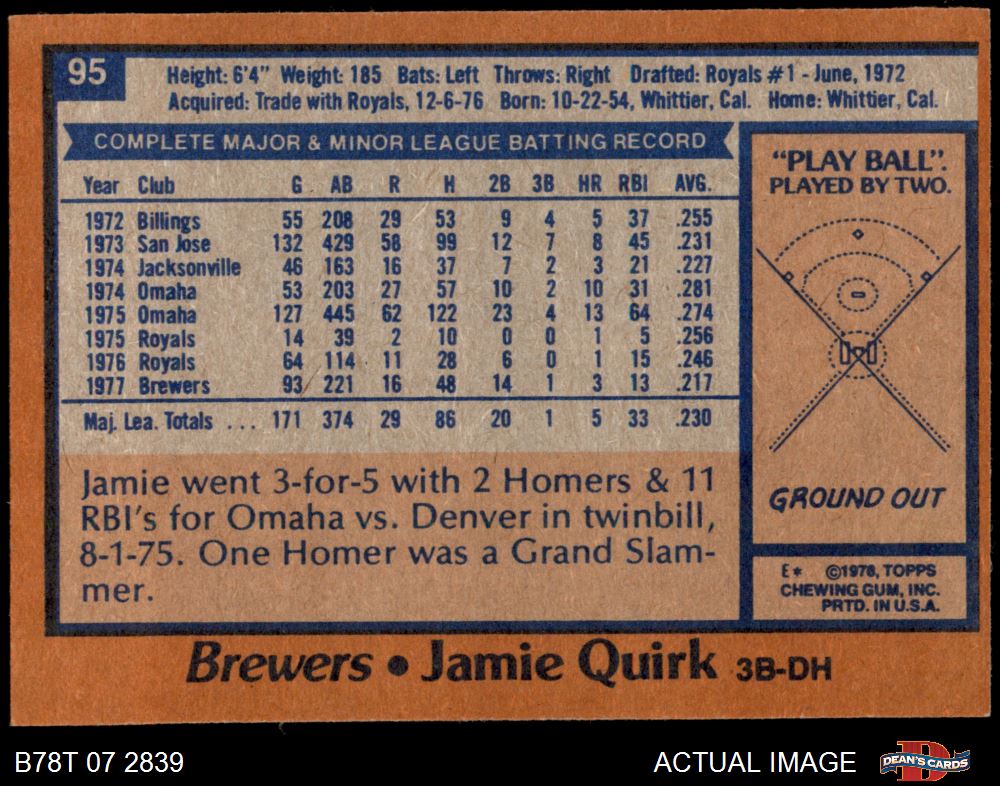 95
Height: 6'4" Weight: 185 Bats: Left Throws: Right Drafted: Royals #1 - June, 1972
Acquired: Trade with Royals, 12-6-76 Born: 10-22-54, Whittier, Cal. Home: Whittier, Cal.
COMPLETE MAJOR & MINOR LEAGUE BATTING RECORD
Year Club G AB R H 2B 3B HR RBI AVG.
1972 Billings 55 208 29 53 9 4 5 37 .255
1973 San Jose 132 429 58 99 12 7 8 45 .231
1974 Jacksonville 46 163 16 37 7 2 3 21 .227
1974 Omaha 53 203 27 57 10 2 10 31 .281
1975 Omaha 127 445 62 122 23 4 13 64 .274
1975 Royals 14 39 2 10 0 0 1 5 .256
1976 Royals 64 114 11 28 6 0 1 15 .246
1977 Brewers 93 221 16 48 14 1 3 13 .217
Maj. Lea. Totals ... 171 374 29 86 20 1 5 33 .230
Jamie went 3-for-5 with 2 Homers & 11
RBI's for Omaha vs. Denver in twinbill,
8-1-75. One Homer was a Grand Slam-
mer.
"PLAY BALL".
PLAYED BY TWO.
GROUND OUT
E* ©1978, TOPPS
CHEWING GUM, INC.
PRTD. IN U.S.A.
Brewers • Jamie Quirk 3B-DH
B78T 07 2839
ACTUAL IMAGE
D
DEAN'S CARDS